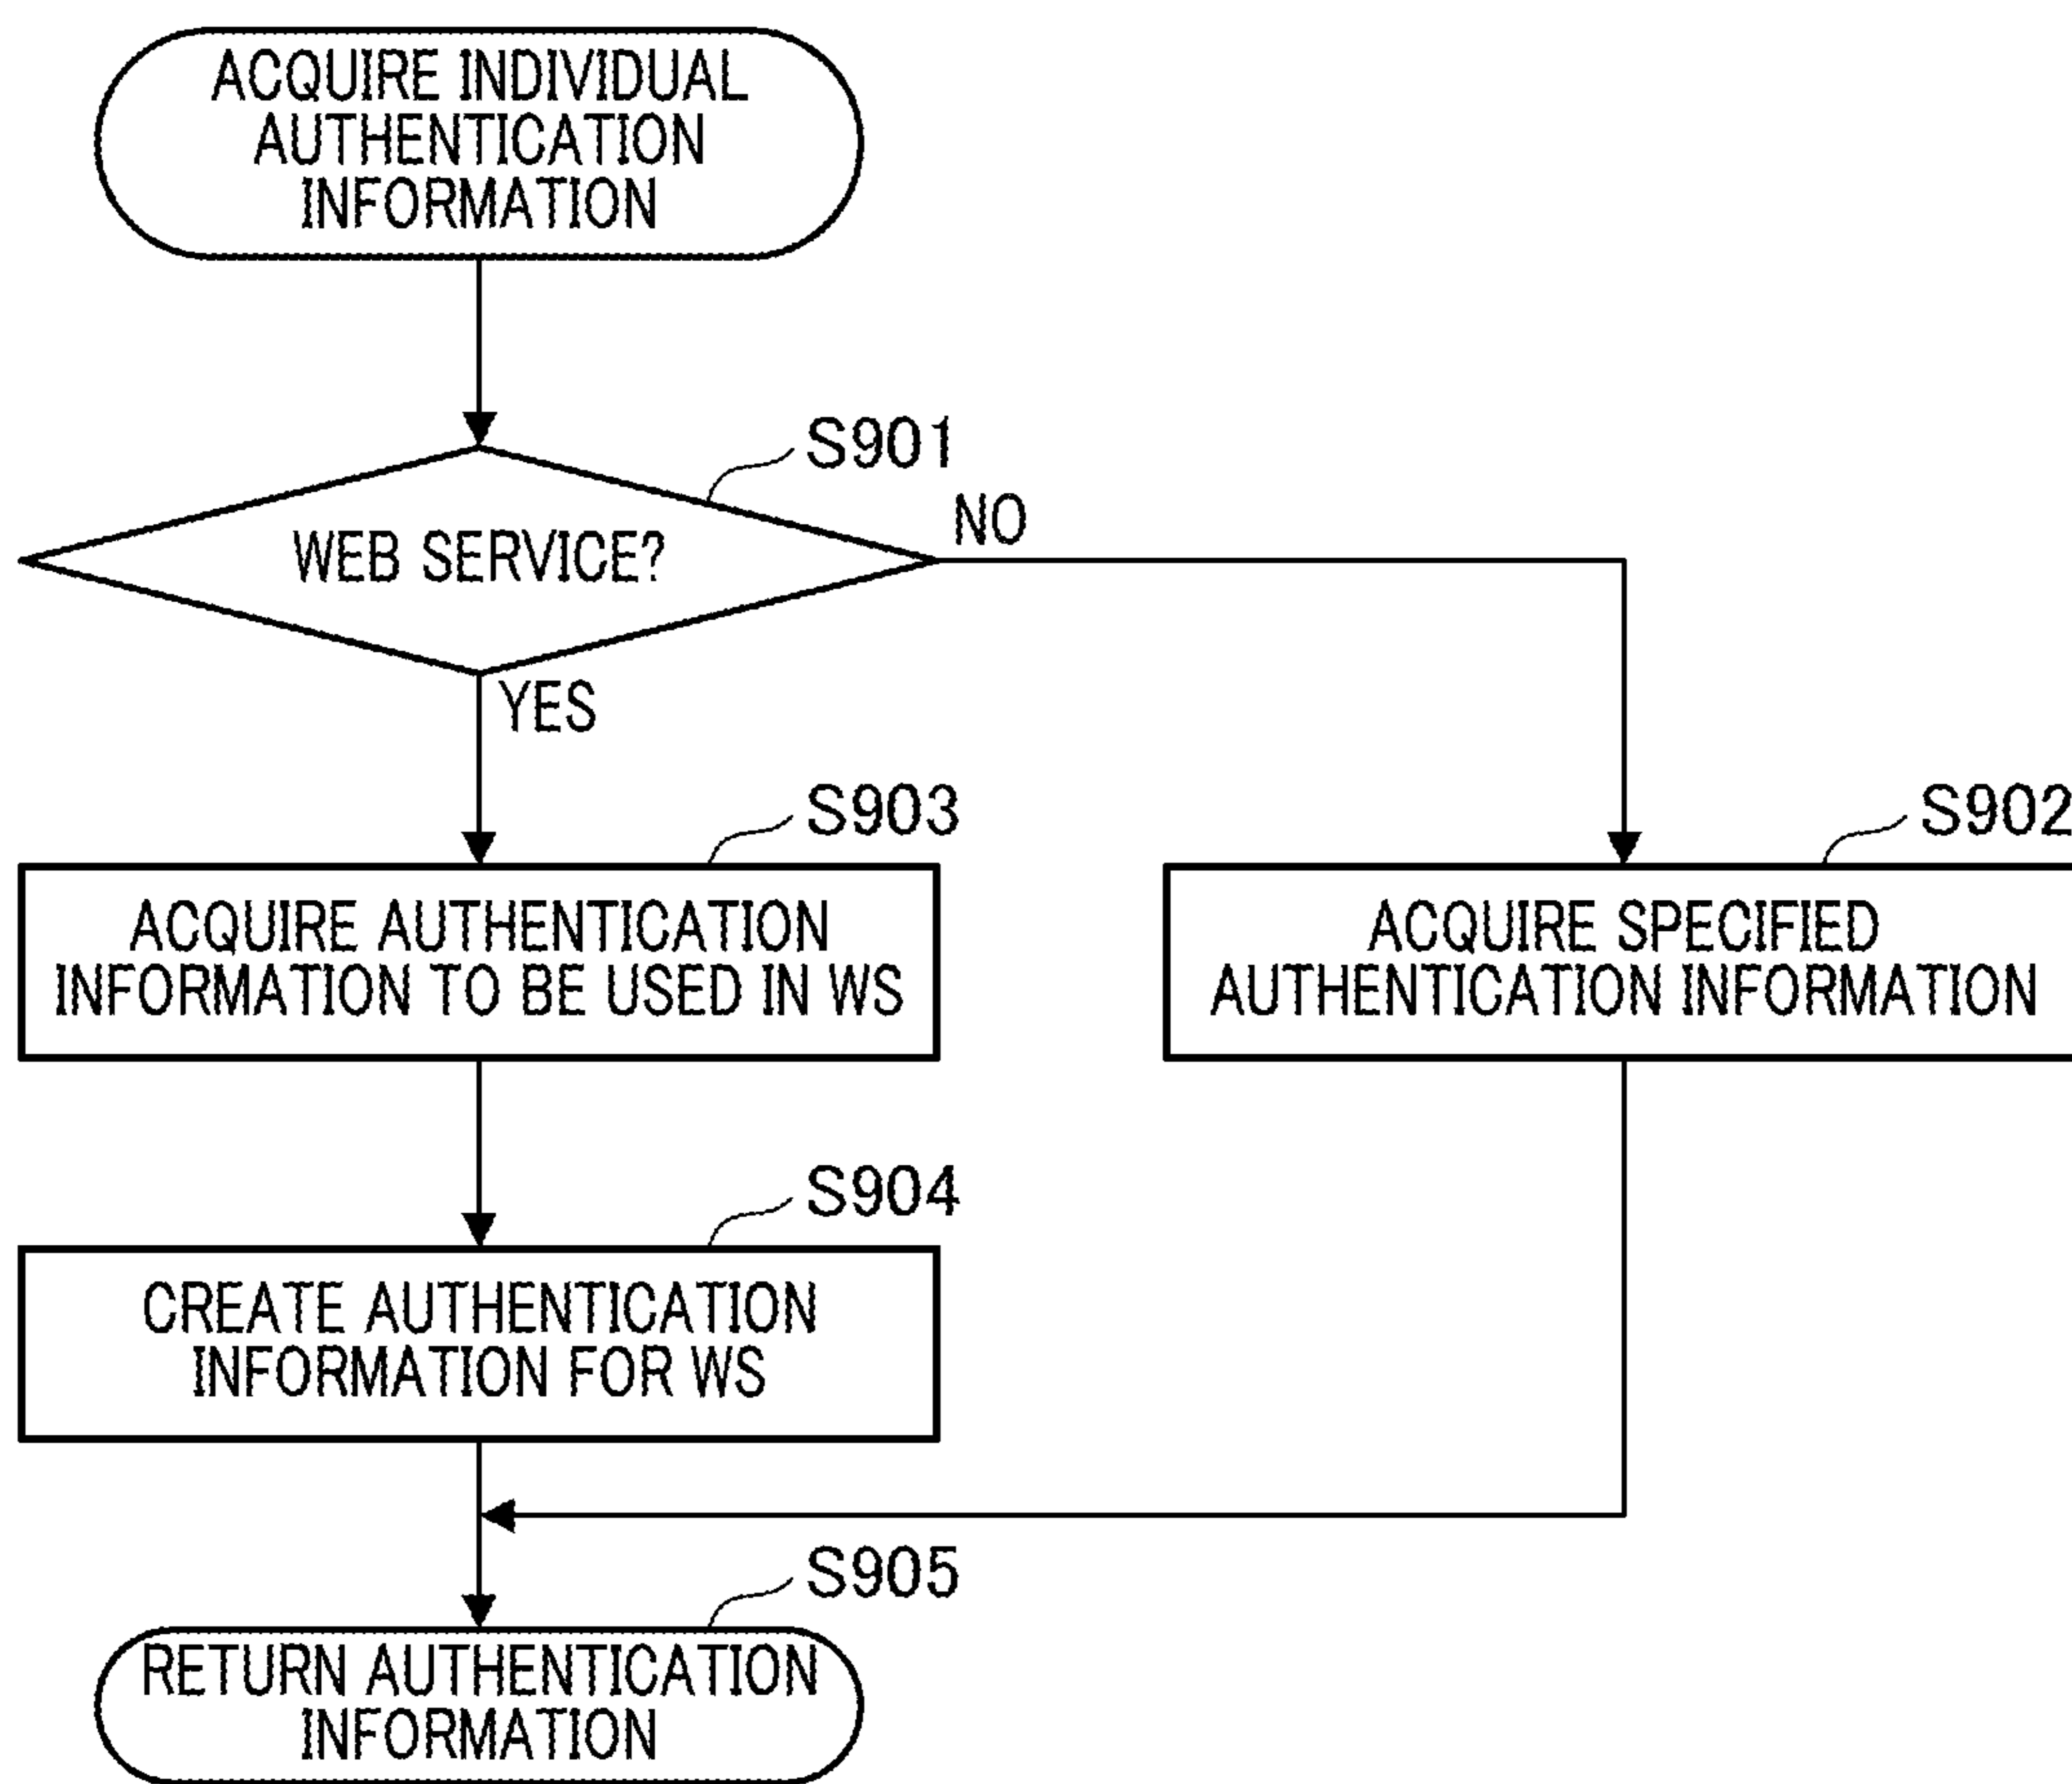 ACQUIRE INDIVIDUAL
AUTHENTICATION
INFORMATION
S901
WEB SERVICE?
NO
YES
S903
ACQUIRE AUTHENTICATION
INFORMATION TO BE USED IN WS
S902
ACQUIRE SPECIFIED
AUTHENTICATION INFORMATION
S904
CREATE AUTHENTICATION
INFORMATION FOR WS
S905
RETURN AUTHENTICATION
INFORMATION